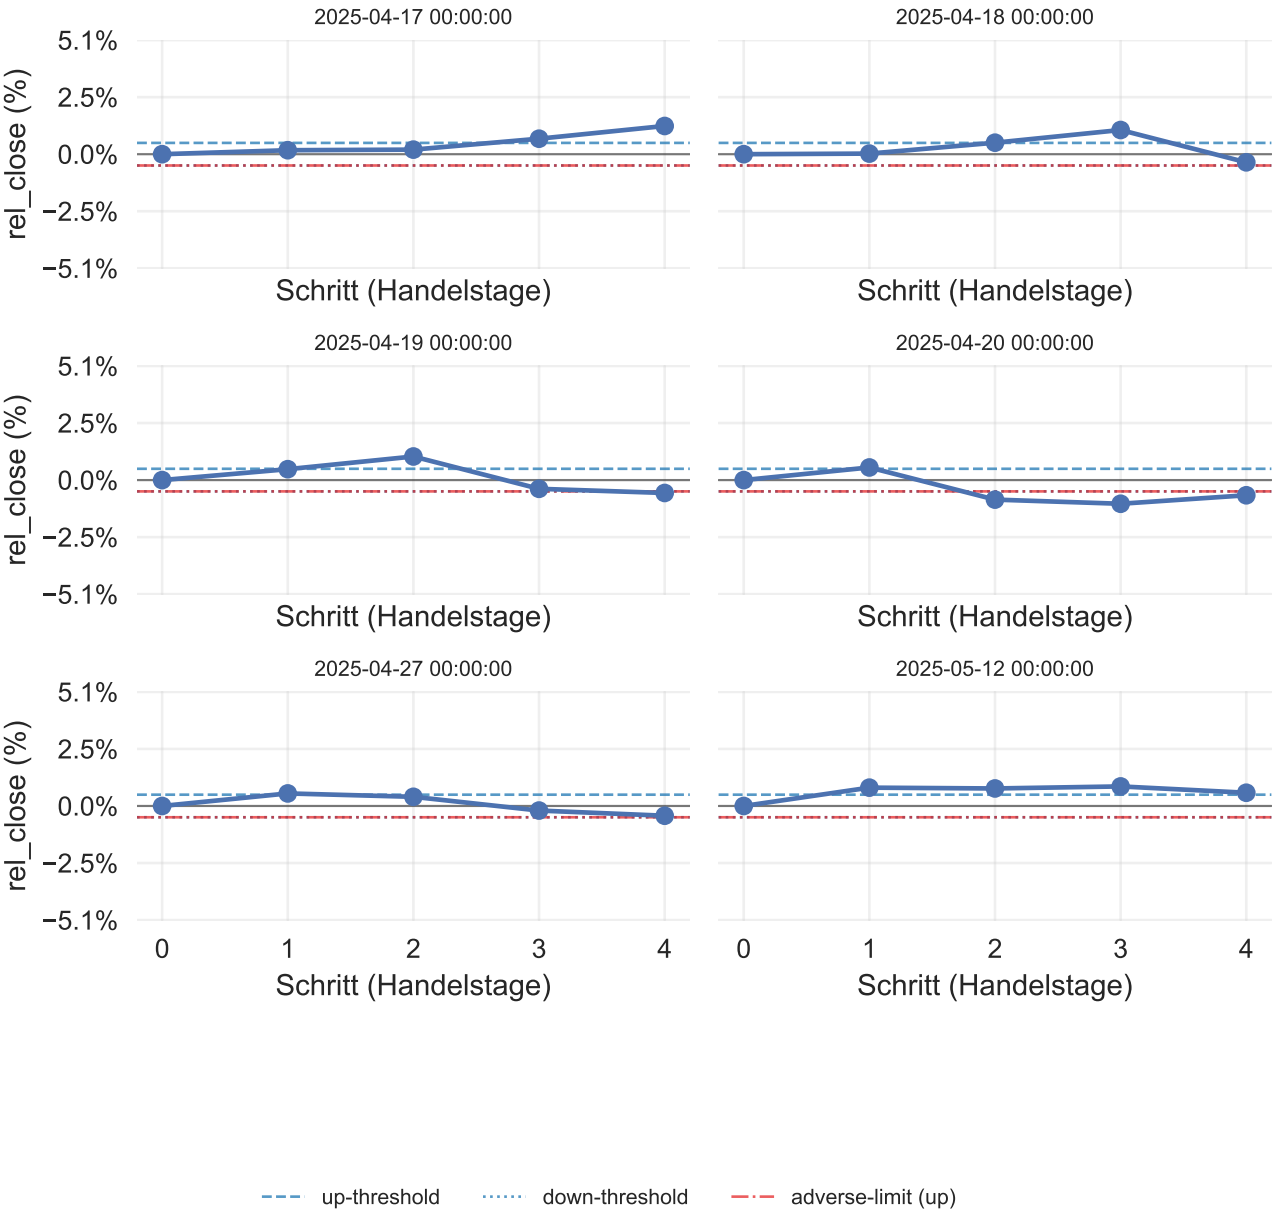 2025-04-17 00:00:00
2025-04-18 00:00:00
5.1%
2.5%
0.0%
−2.5%
−5.1%
rel_close (%)
Schritt (Handelstage)
Schritt (Handelstage)
2025-04-19 00:00:00
2025-04-20 00:00:00
5.1%
2.5%
0.0%
−2.5%
−5.1%
rel_close (%)
Schritt (Handelstage)
Schritt (Handelstage)
2025-04-27 00:00:00
2025-05-12 00:00:00
5.1%
2.5%
0.0%
−2.5%
−5.1%
rel_close (%)
0 1 2 3 4
0 1 2 3 4
Schritt (Handelstage)
Schritt (Handelstage)
up-threshold down-threshold adverse-limit (up)